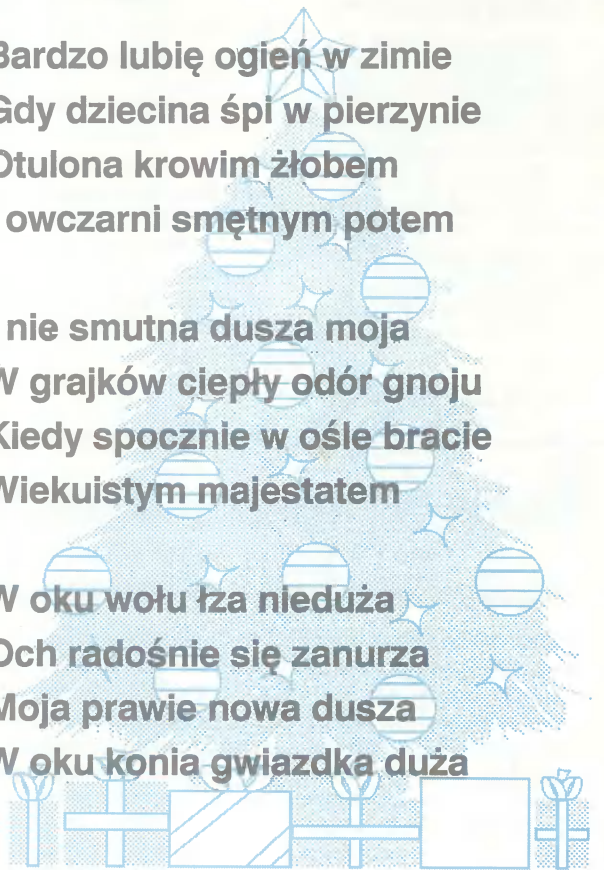 Bardzo lubię ogień w zimie
Gdy dziecina śpi w pierzynie
Otulona krowim żłobem
owczarni smętnym potem
nie smutna dusza moja
W grajków ciepły odór gnoju
Kiedy spocznie w ośle bracie
Wiekuistym majestatem
W oku wołu łza nieduża
Och radośnie się zanurza
Moja prawie nowa dusza
W oku konia gwiazdka duża